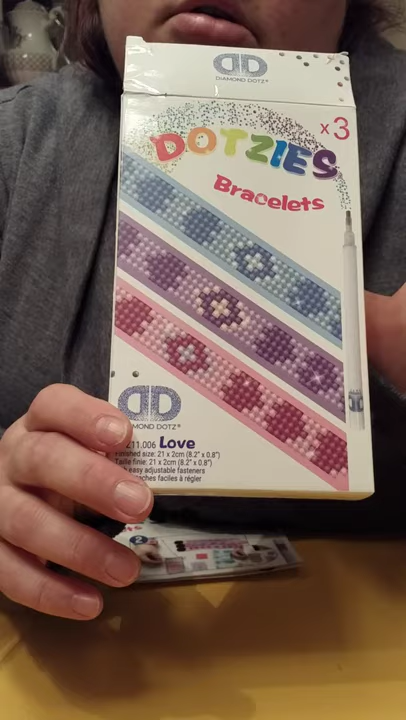 DIAMOND DOTZ®
x3
DOTZIES
Bracelets
DIAMOND DOTZ®
211.006 Love
Finished size: 21 x 2cm (8.2" x 0.8")
Taille finie: 21 x 2cm (8.2" x 0.8")
easy adjustable fasteners
faciles à régler
2